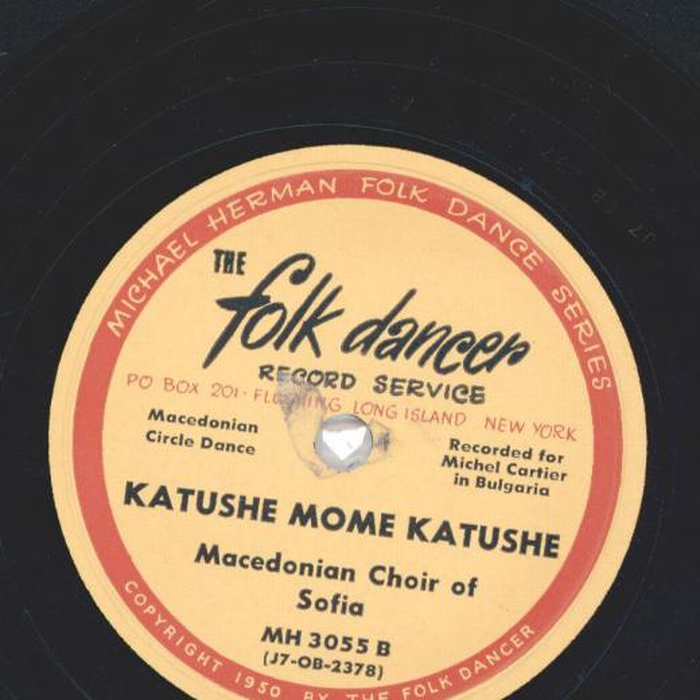 MICHAEL HERMAN FOLK DANCE SERIES
THE
folk dancer
RECORD SERVICE
PO BOX 201 · FLUSHING LONG ISLAND NEW YORK
Macedonian
Circle Dance
Recorded for
Michel Cartier
in Bulgaria
KATUSHE MOME KATUSHE
Macedonian Choir of
Sofia
MH 3055 B
(J7-OB-2378)
COPYRIGHT 1950 BY THE FOLK DANCER